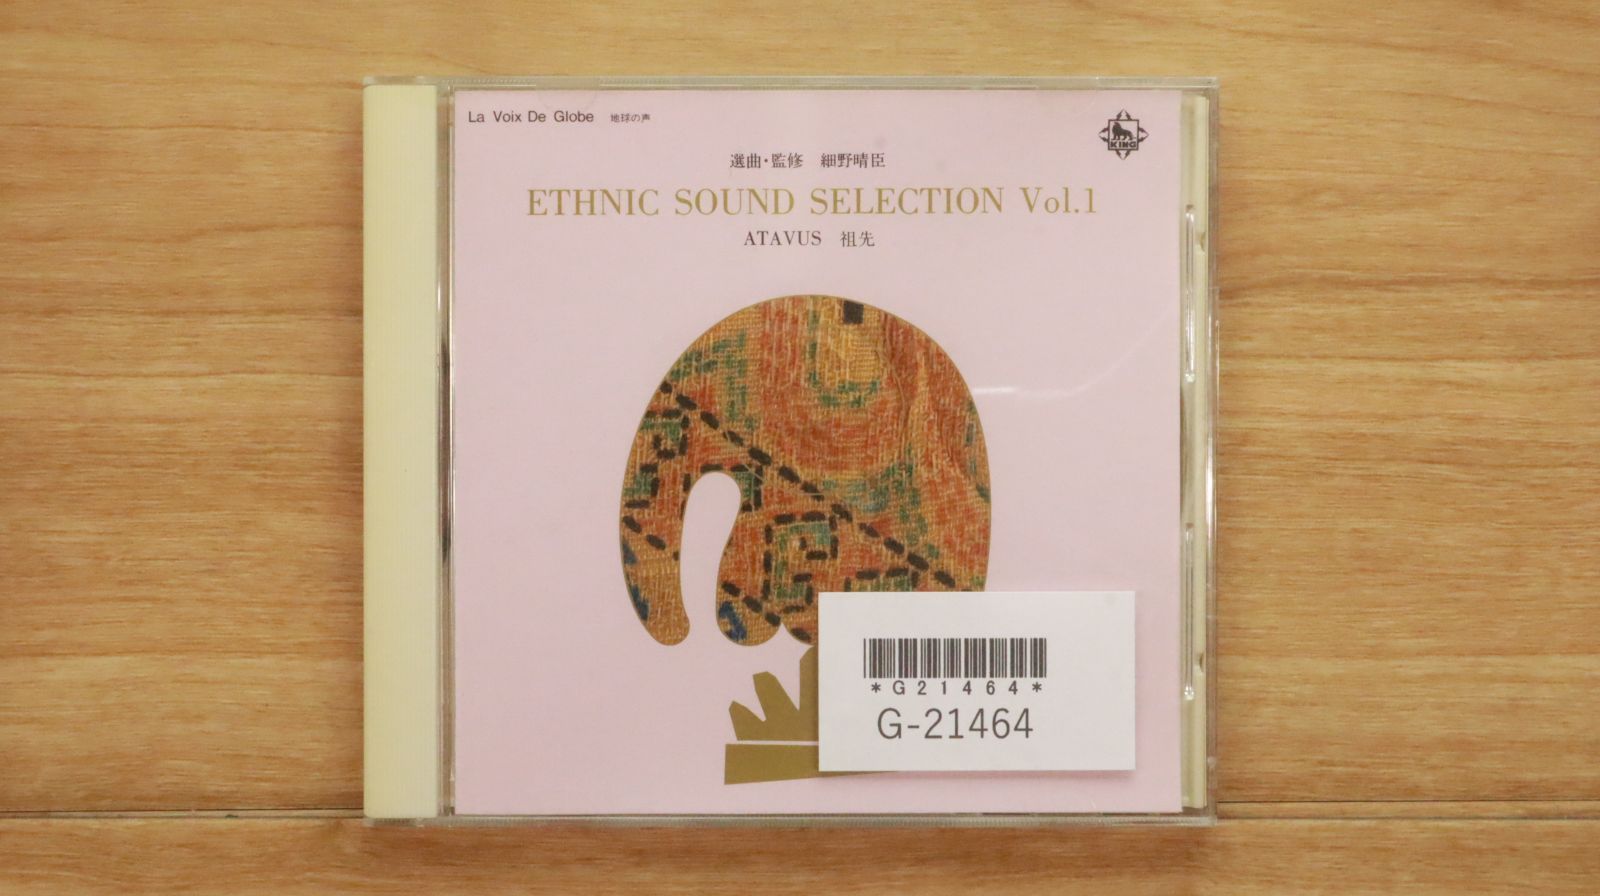 La Voix De Globe 地球の声
KING
選曲・監修 細野晴臣
ETHNIC SOUND SELECTION Vol.1
ATAVUS 祖先
*G21464*
G-21464